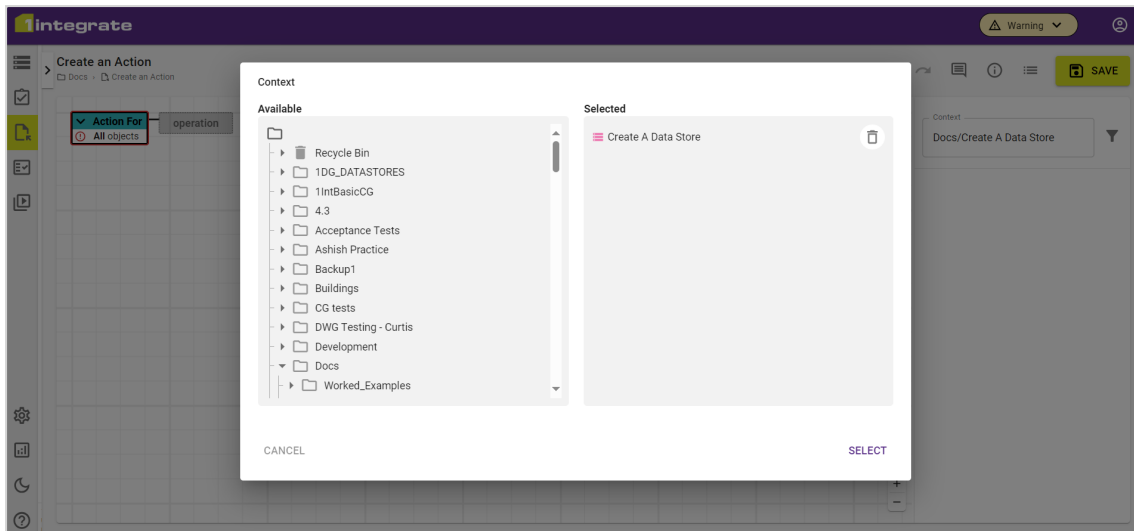 1integrate
Warning
Create an Action
Docs › Create an Action
SAVE
Action For
All objects
operation
Context
Docs/Create A Data Store
Context
Available
Selected
Recycle Bin
1DG_DATASTORES
1IntBasicCG
4.3
Acceptance Tests
Ashish Practice
Backup1
Buildings
CG tests
DWG Testing - Curtis
Development
Docs
Worked_Examples
Create A Data Store
CANCEL
SELECT